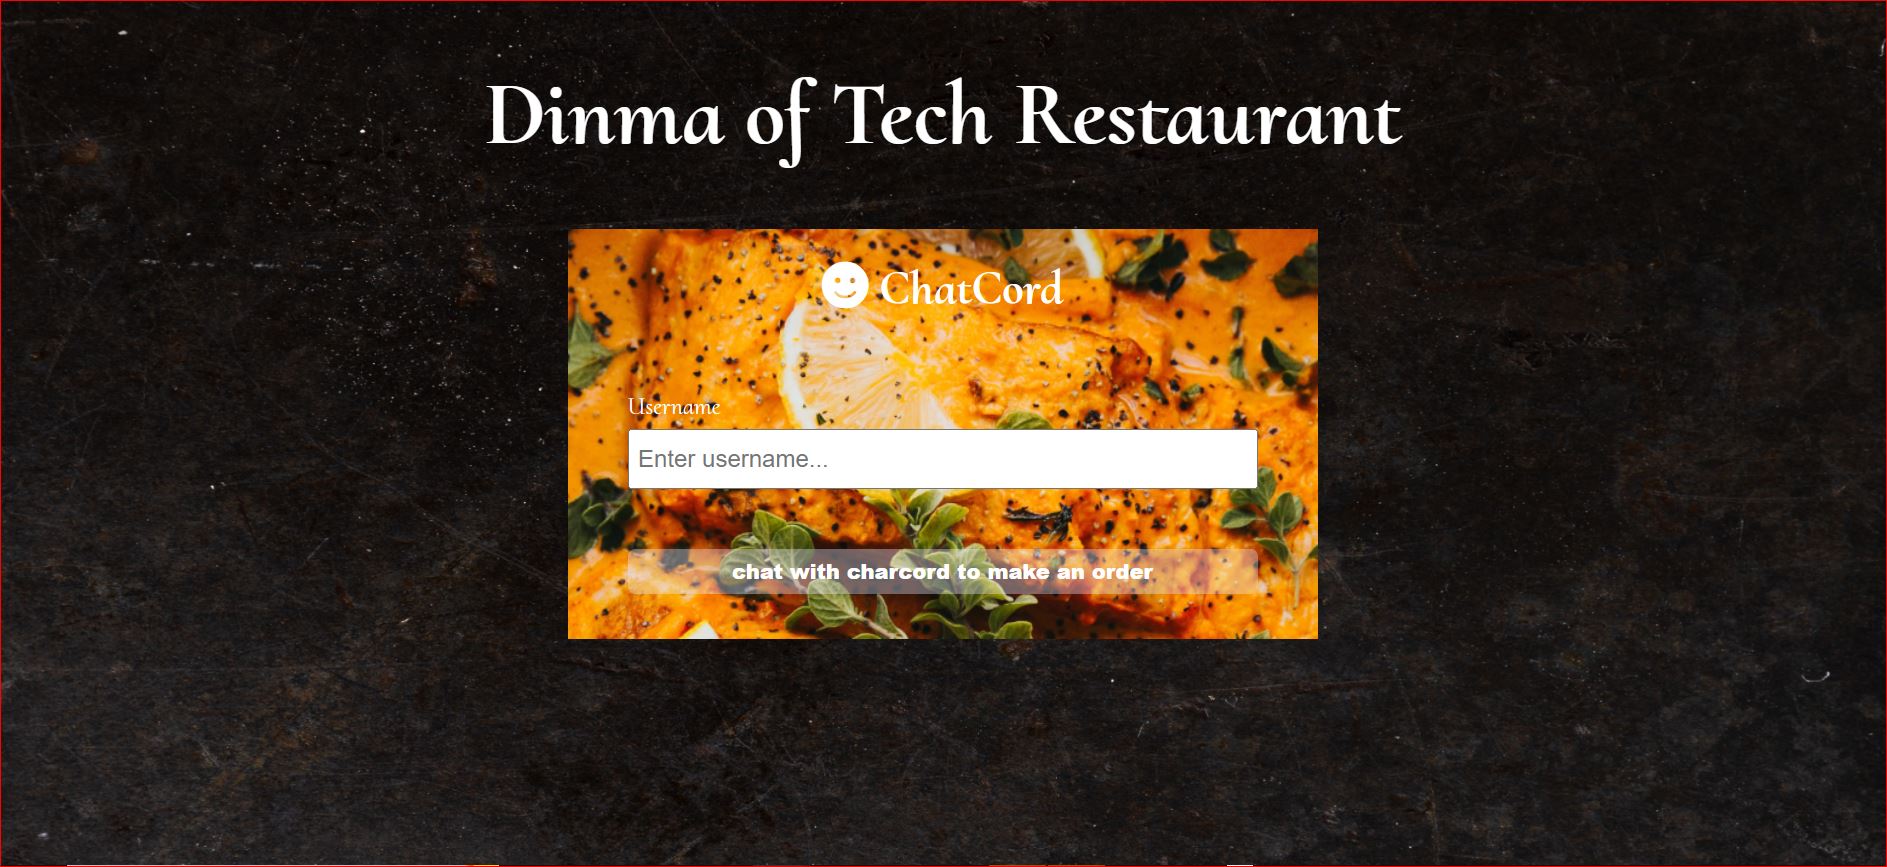 Dinma of Tech Restaurant
ChatCord
Username
Enter username...
chat with charcord to make an order